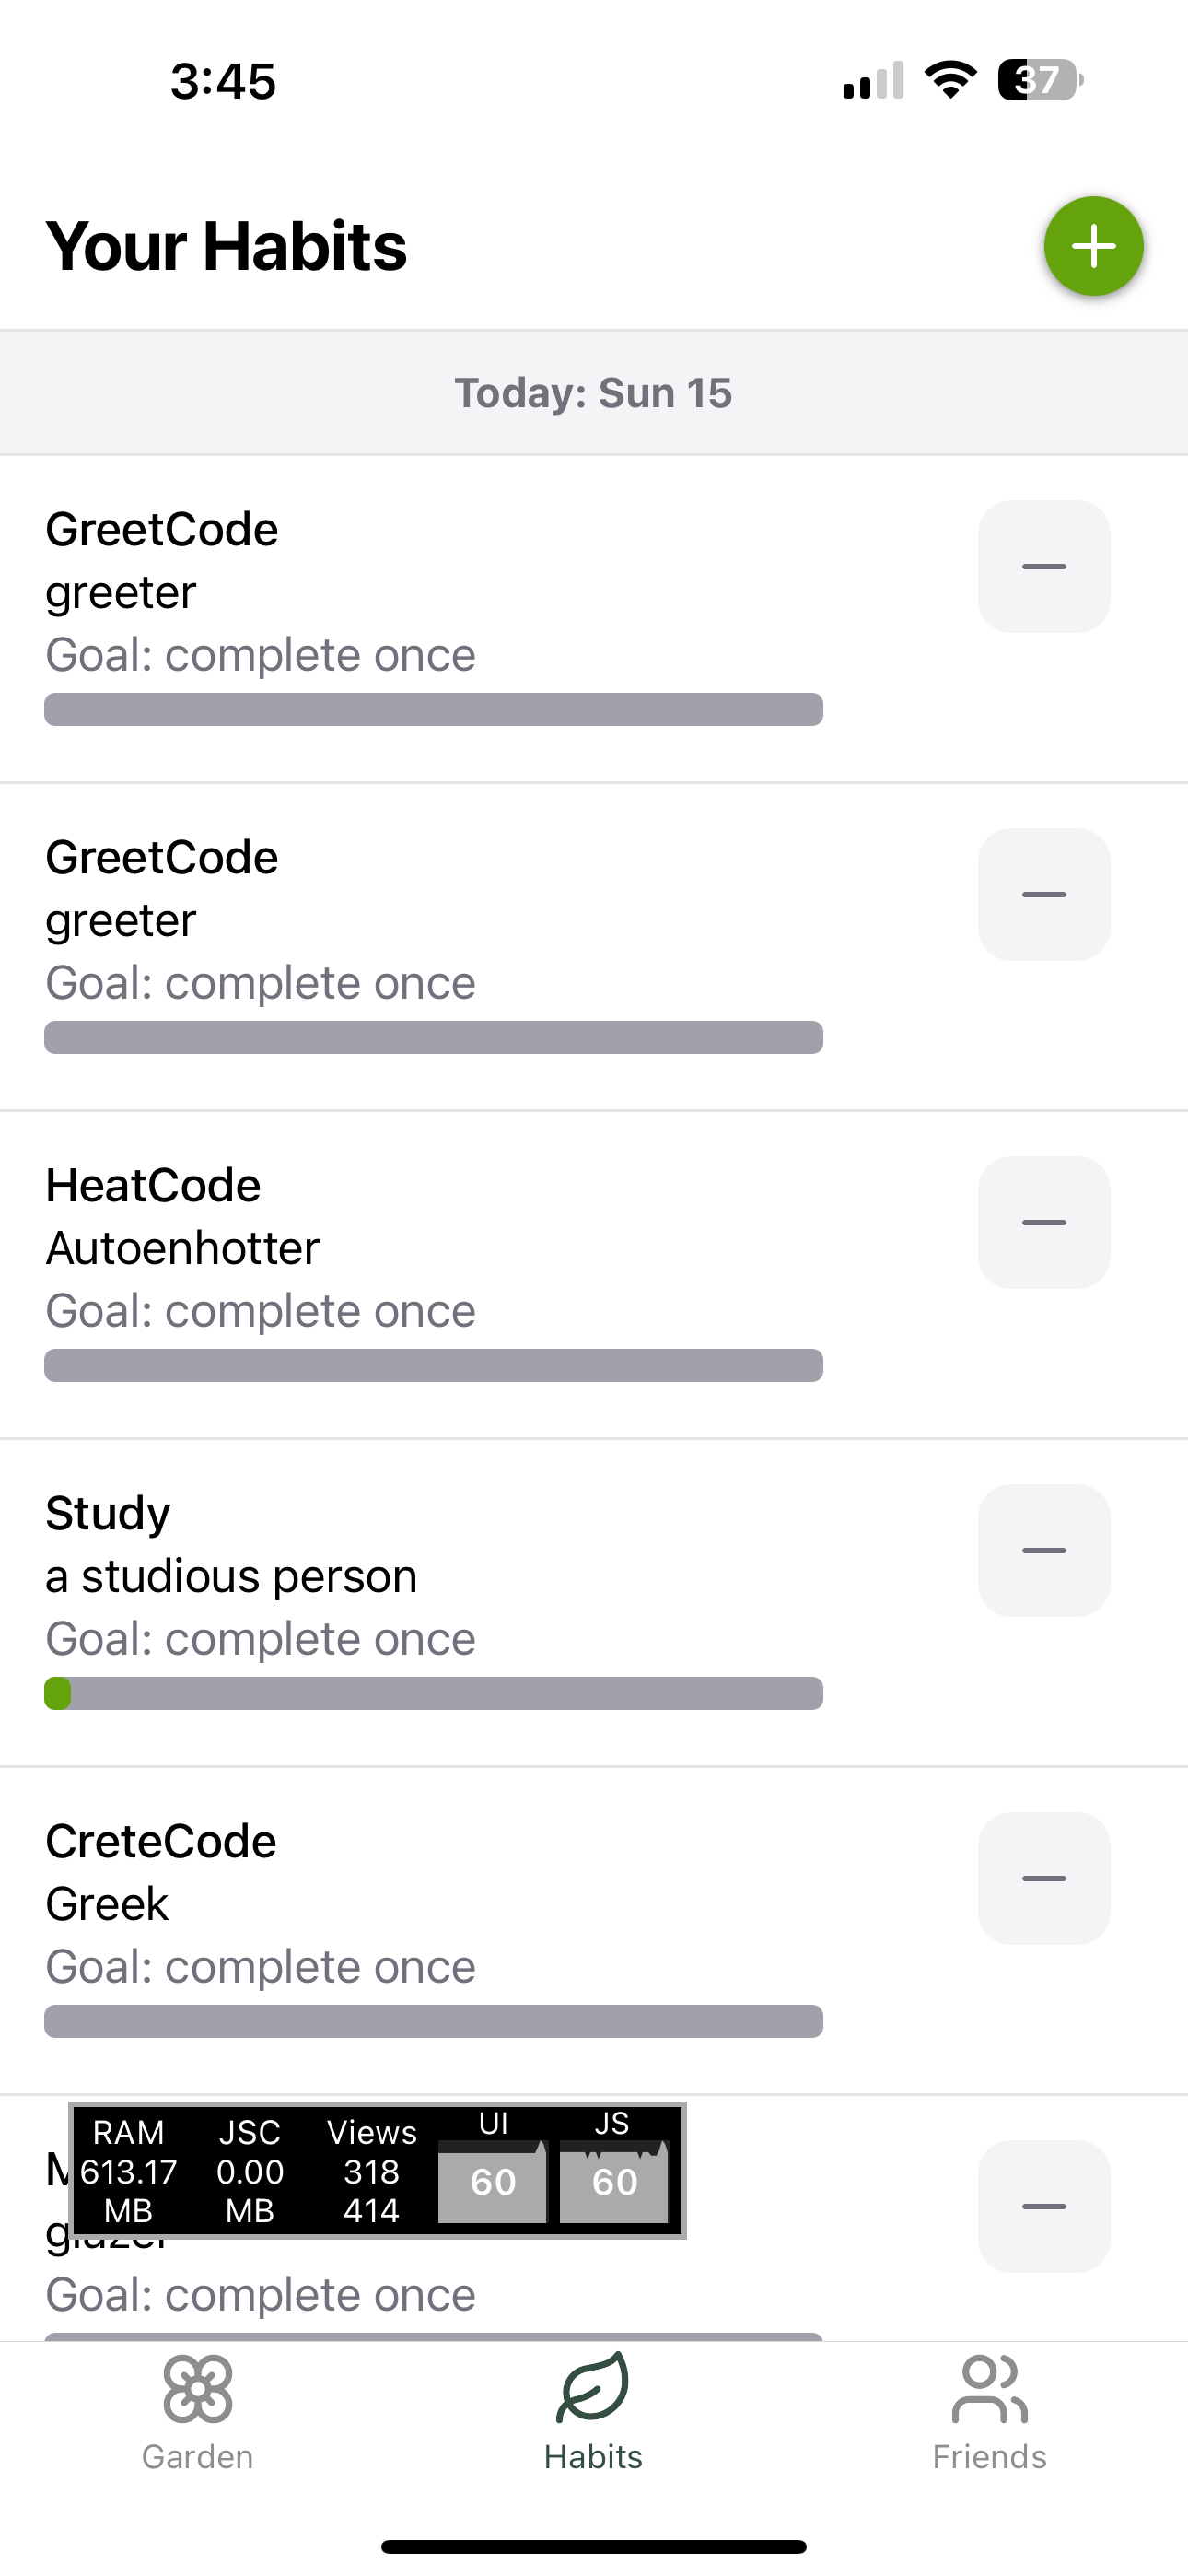 3:45
37
Your Habits
Today: Sun 15
GreetCode
greeter
Goal: complete once
GreetCode
greeter
Goal: complete once
HeatCode
Autoenhotter
Goal: complete once
Study
a studious person
Goal: complete once
CreteCode
Greek
Goal: complete once
RAM JSC Views UI JS
613.17 0.00 318 60 60
MB MB 414
Goal: complete once
Garden Habits Friends